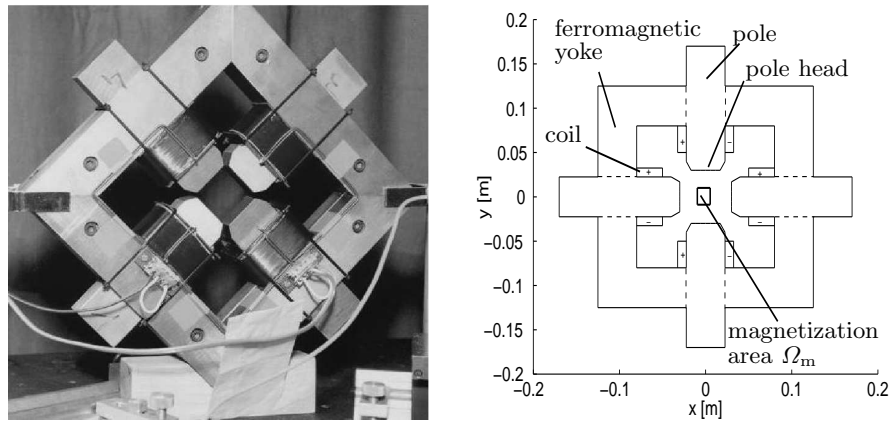 0.2
0.15
0.1
0.05
0
−0.05
−0.1
−0.15
−0.2
y [m]
ferromagnetic
yoke
pole
pole head
coil
+
−
+
+
−
−
+
−
magnetization
area Ωm
−0.2
−0.1
0
0.1
0.2
x [m]